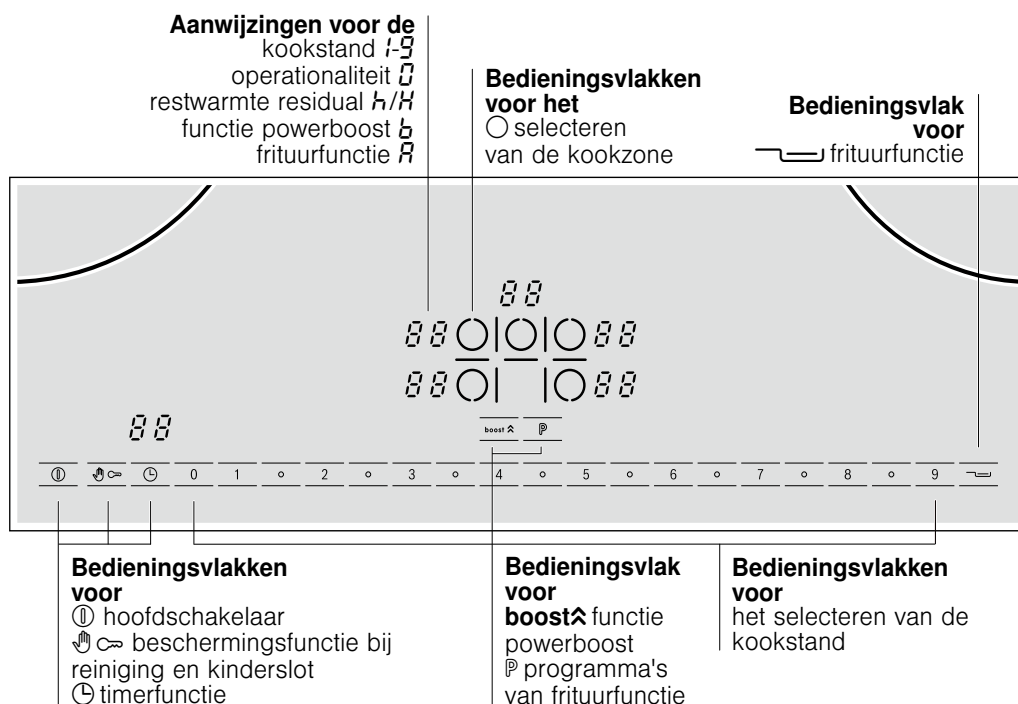 Aanwijzingen voor de
kookstand 1-9
operationaliteit 0
restwarmte residual h/H
functie powerboost b
frituurfunctie A
Bedieningsvlakken
voor het
selecteren
van de kookzone
Bedieningsvlak
voor
frituurfunctie
88
88 88
88 88
88
boost P
0 1 2 3 4 5 6 7 8 9
Bedieningsvlakken
voor
hoofdschakelaar
beschermingsfunctie bij
reiniging en kinderslot
timerfunctie
Bedieningsvlak
voor
boost functie
powerboost
P programma's
van frituurfunctie
Bedieningsvlakken
voor
het selecteren van de
kookstand